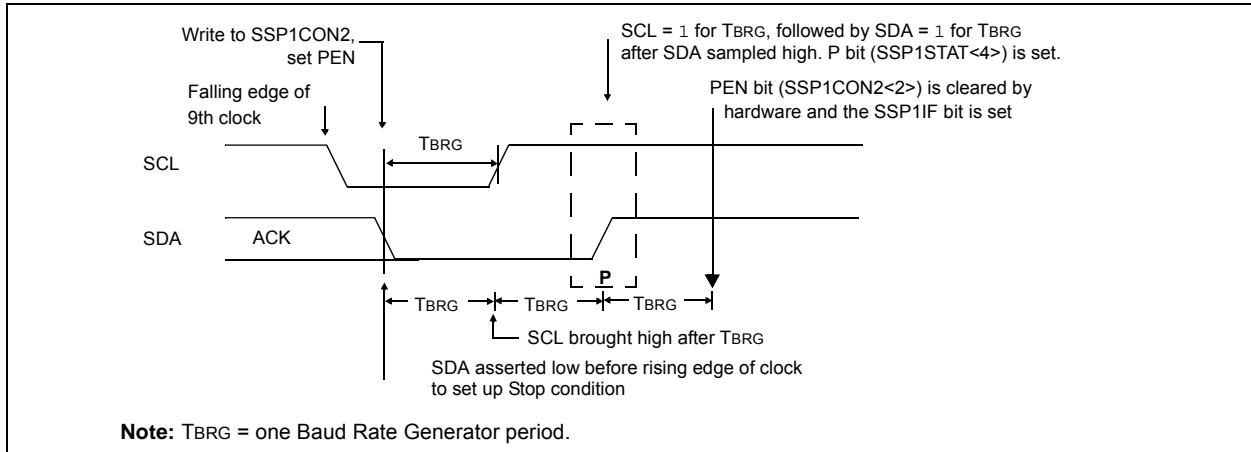 Write to SSP1CON2,
set PEN
SCL = 1 for TBRG, followed by SDA = 1 for TBRG
after SDA sampled high. P bit (SSP1STAT<4>) is set.
Falling edge of
9th clock
PEN bit (SSP1CON2<2>) is cleared by
hardware and the SSP1IF bit is set
TBRG
SCL
SDA
ACK
P
TBRG
TBRG
TBRG
SCL brought high after TBRG
SDA asserted low before rising edge of clock
to set up Stop condition
Note: TBRG = one Baud Rate Generator period.